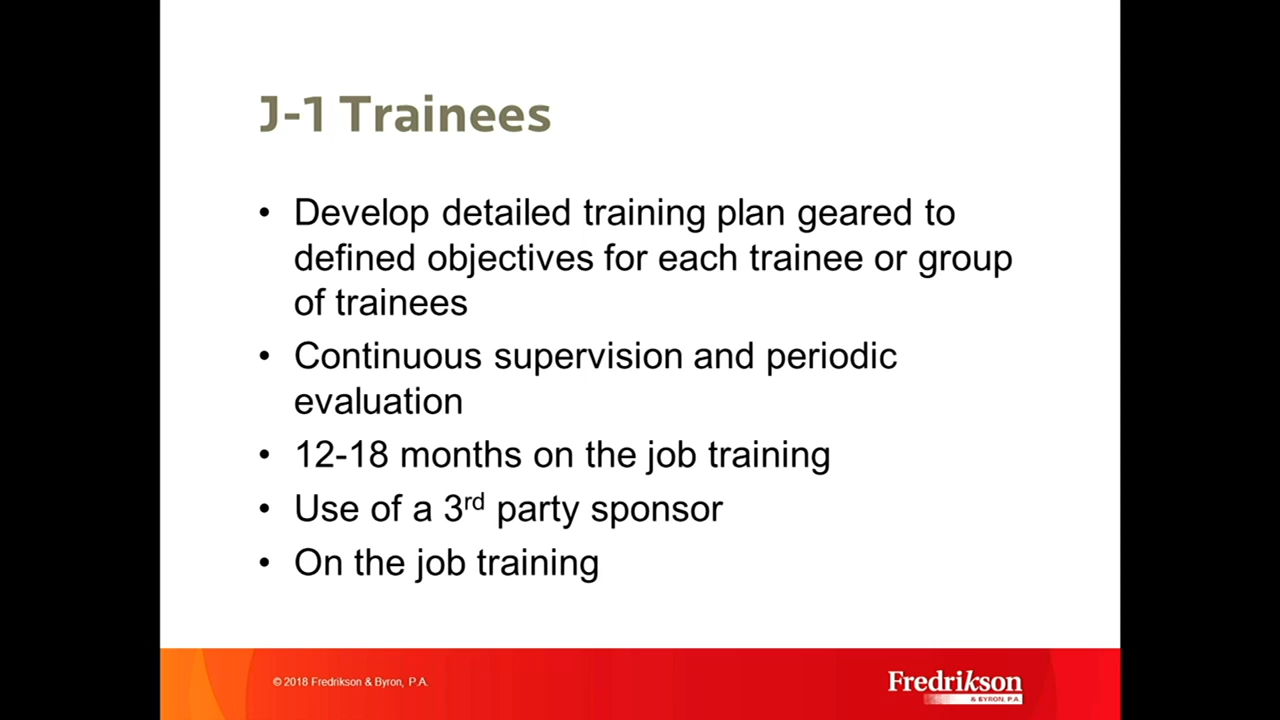 J-1 Trainees
• Develop detailed training plan geared to
defined objectives for each trainee or group
of trainees
• Continuous supervision and periodic
evaluation
• 12-18 months on the job training
• Use of a 3rd party sponsor
• On the job training
© 2018 Fredrikson & Byron, P.A.
Fredrikson
& BYRON, P.A.